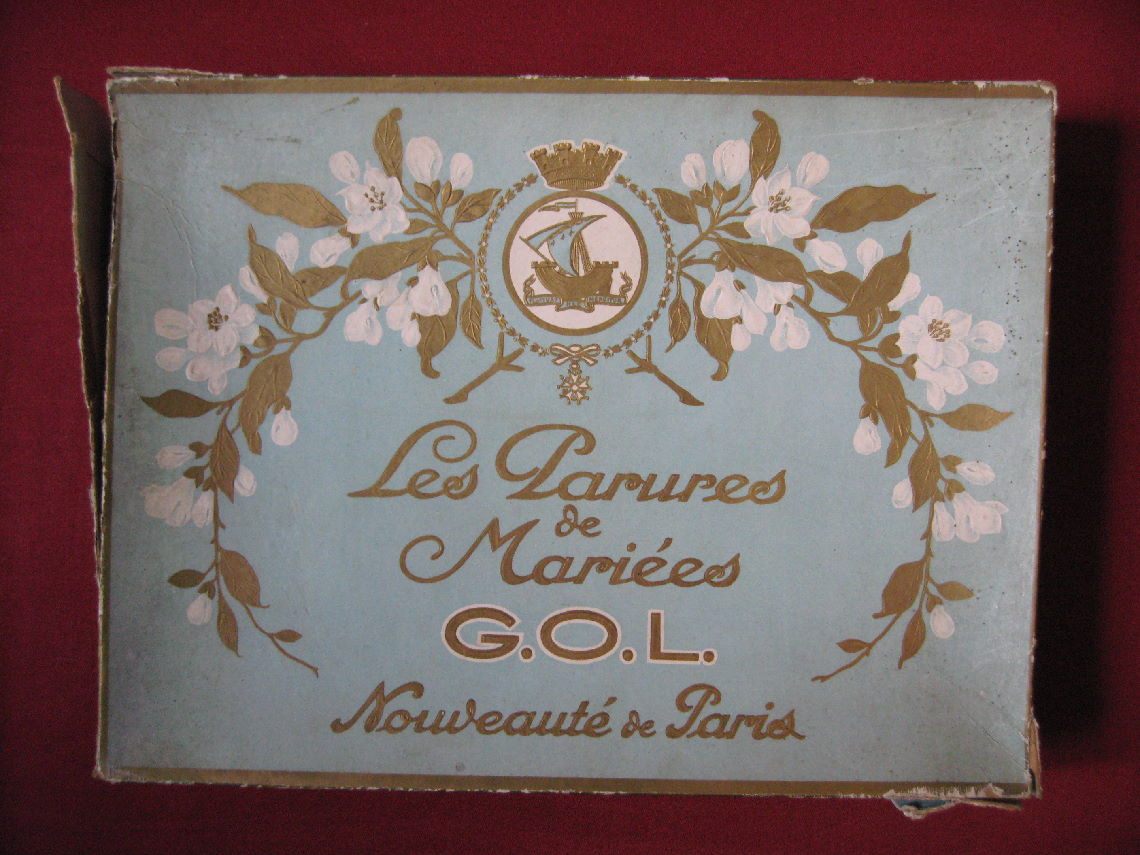 Les Parures
de
Mariées
G.O.L.
Nouveauté de Paris